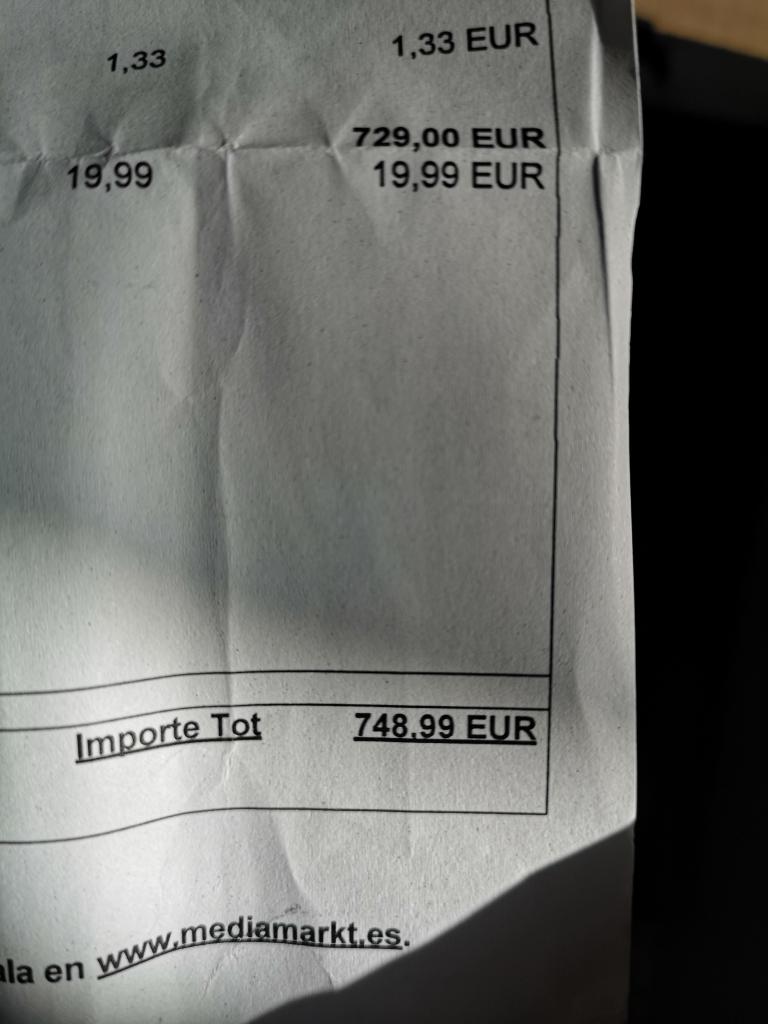 1,33 1,33 EUR
729,00 EUR
19,99 19,99 EUR
Importe Tot 748,99 EUR
ala en www.mediamarkt.es.